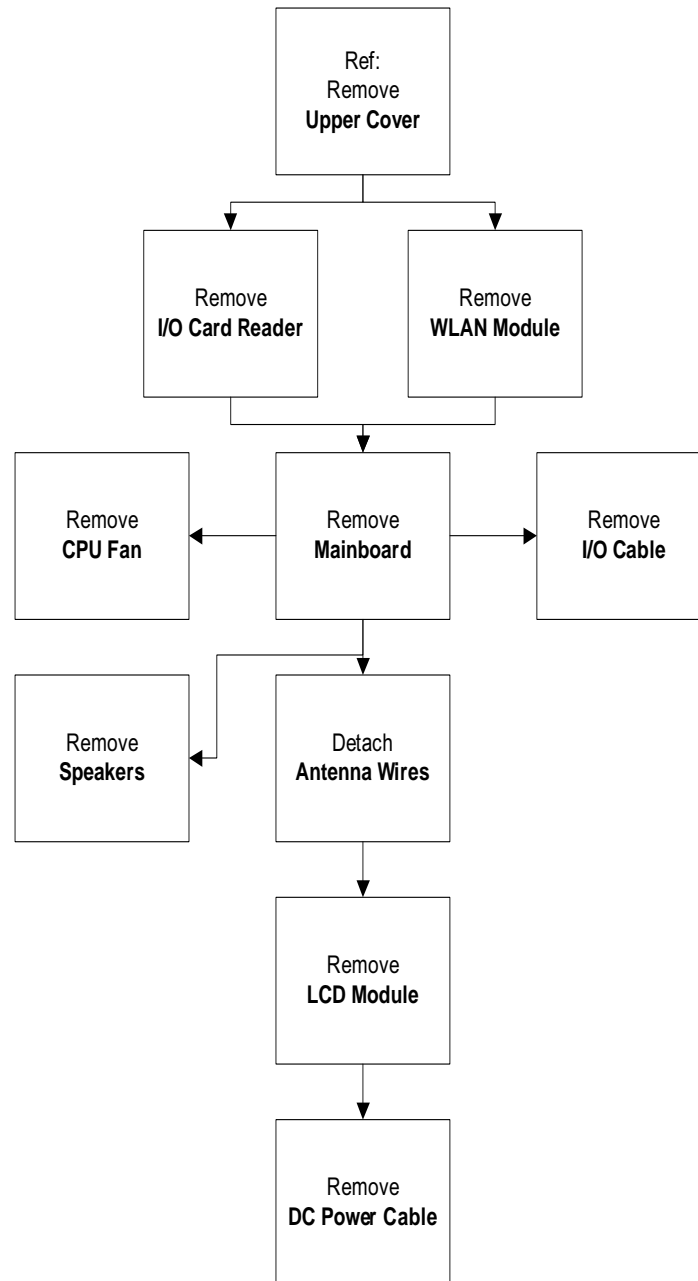 Ref:
Remove
Upper Cover
Remove
I/O Card Reader
Remove
WLAN Module
Remove
CPU Fan
Remove
Mainboard
Remove
I/O Cable
Remove
Speakers
Detach
Antenna Wires
Remove
LCD Module
Remove
DC Power Cable